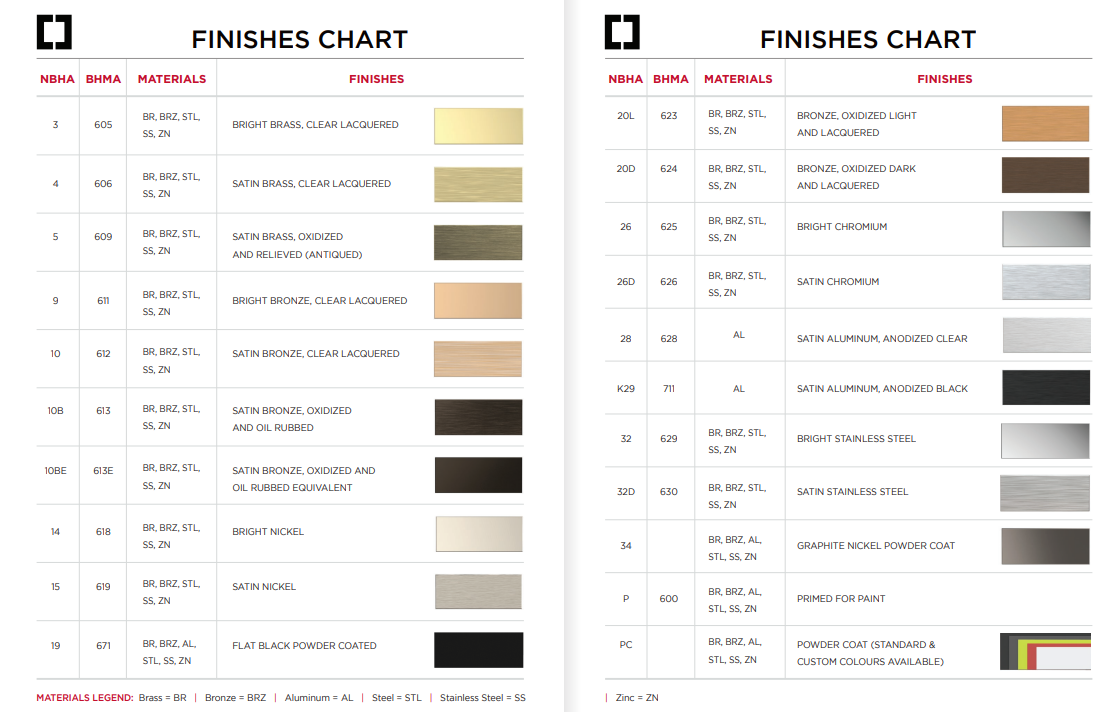 FINISHES CHART
NBHA BHMA MATERIALS FINISHES
3 605 BR, BRZ, STL, BRIGHT BRASS, CLEAR LACQUERED
SS, ZN
4 606 BR, BRZ, STL, SATIN BRASS, CLEAR LACQUERED
SS, ZN
5 609 BR, BRZ, STL, SATIN BRASS, OXIDIZED
SS, ZN AND RELIEVED (ANTIQUED)
9 611 BR, BRZ, STL, BRIGHT BRONZE, CLEAR LACQUERED
SS, ZN
10 612 BR, BRZ, STL, SATIN BRONZE, CLEAR LACQUERED
SS, ZN
10B 613 BR, BRZ, STL, SATIN BRONZE, OXIDIZED
SS, ZN AND OIL RUBBED
10BE 613E BR, BRZ, STL, SATIN BRONZE, OXIDIZED AND
SS, ZN OIL RUBBED EQUIVALENT
14 618 BR, BRZ, STL, BRIGHT NICKEL
SS, ZN
15 619 BR, BRZ, STL, SATIN NICKEL
SS, ZN
19 671 BR, BRZ, AL, FLAT BLACK POWDER COATED
STL, SS, ZN
MATERIALS LEGEND: Brass = BR | Bronze = BRZ | Aluminum = AL | Steel = STL | Stainless Steel = SS
FINISHES CHART
NBHA BHMA MATERIALS FINISHES
20L 623 BR, BRZ, STL, BRONZE, OXIDIZED LIGHT
SS, ZN AND LACQUERED
20D 624 BR, BRZ, STL, BRONZE, OXIDIZED DARK
SS, ZN AND LACQUERED
26 625 BR, BRZ, STL, BRIGHT CHROMIUM
SS, ZN
26D 626 BR, BRZ, STL, SATIN CHROMIUM
SS, ZN
28 628 AL SATIN ALUMINUM, ANODIZED CLEAR
K29 711 AL SATIN ALUMINUM, ANODIZED BLACK
32 629 BR, BRZ, STL, BRIGHT STAINLESS STEEL
SS, ZN
32D 630 BR, BRZ, STL, SATIN STAINLESS STEEL
SS, ZN
34 BR, BRZ, AL, GRAPHITE NICKEL POWDER COAT
STL, SS, ZN
P 600 BR, BRZ, AL, PRIMED FOR PAINT
STL, SS, ZN
PC BR, BRZ, AL, POWDER COAT (STANDARD &
STL, SS, ZN CUSTOM COLOURS AVAILABLE)
| Zinc = ZN